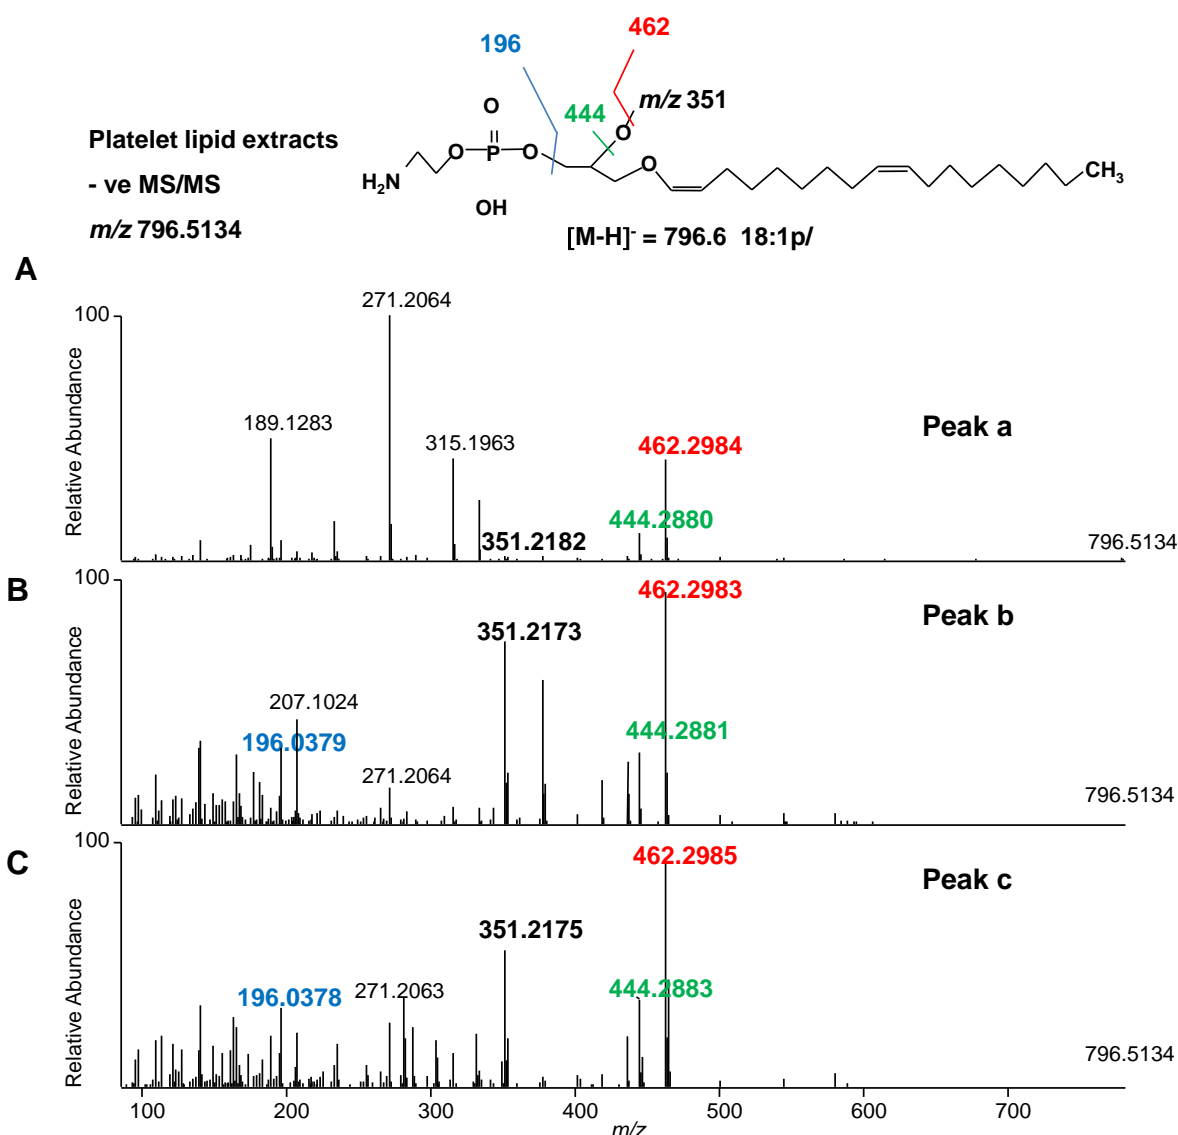 462
196
O
m/z 351
444
O
Platelet lipid extracts
O P O O
- ve MS/MS
H2N CH3
OH
m/z 796.5134
[M-H]- = 796.6 18:1p/
A
271.2064
100
Relative Abundance
189.1283
315.1963
462.2984
Peak a
444.2880
351.2182
796.5134
B
100
Relative Abundance
462.2983
Peak b
351.2173
207.1024
196.0379
444.2881
271.2064
796.5134
C
100
Relative Abundance
462.2985
Peak c
351.2175
196.0378
271.2063
444.2883
796.5134
100 200 300 400 500 600 700
m/z